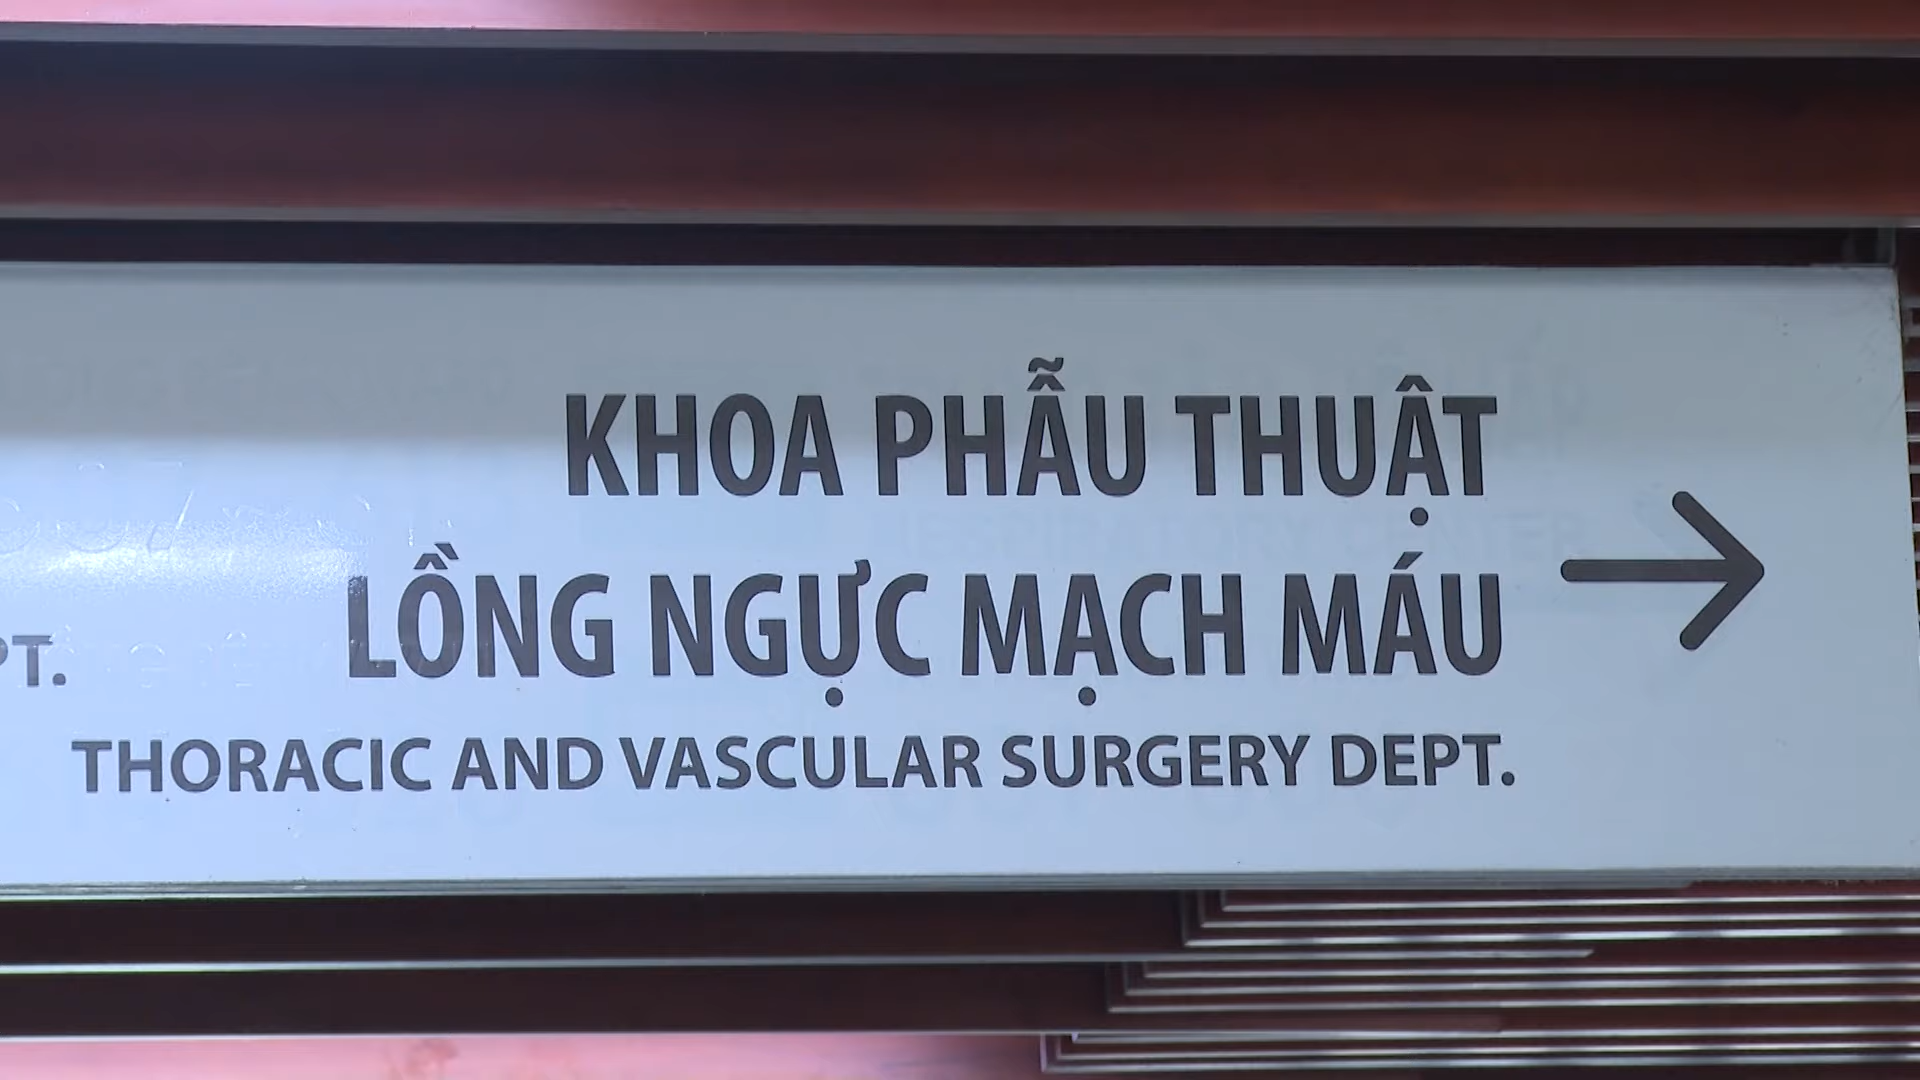 KHOA PHẪU THUẬT
LỒNG NGỰC MẠCH MÁU
THORACIC AND VASCULAR SURGERY DEPT.
PT.